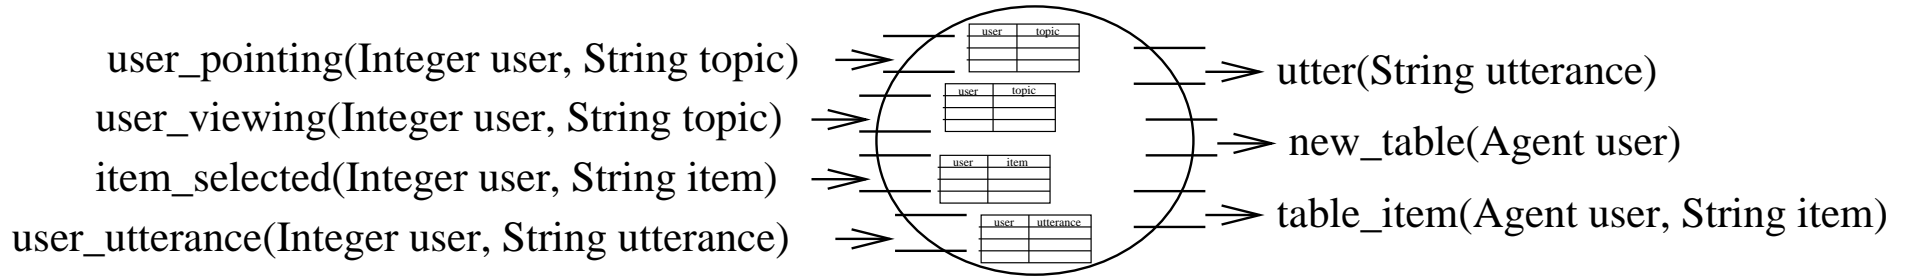 user_pointing(Integer user, String topic)
user_viewing(Integer user, String topic)
item_selected(Integer user, String item)
user_utterance(Integer user, String utterance)
user topic
user topic
user item
user utterance
utter(String utterance)
new_table(Agent user)
table_item(Agent user, String item)